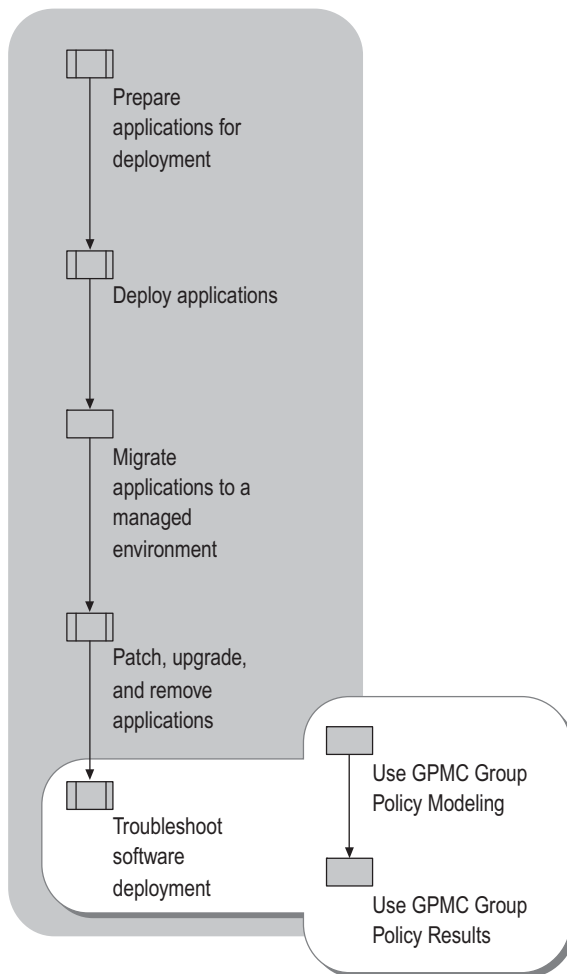 Prepare
applications for
deployment
Deploy applications
Migrate
applications to a
managed
environment
Patch, upgrade,
and remove
applications
Troubleshoot
software
deployment
Use GPMC Group
Policy Modeling
Use GPMC Group
Policy Results